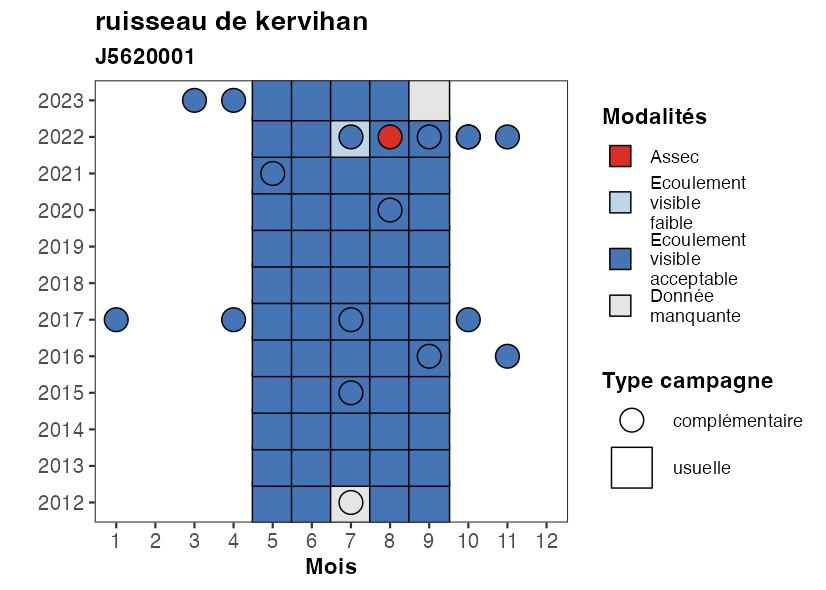 ruisseau de kervihan
J5620001
2023
2022
2021
2020
2019
2018
2017
2016
2015
2014
2013
2012
1 2 3 4 5 6 7 8 9 10 11 12
Mois
Modalités
Assec
Ecoulement
visible
faible
Ecoulement
visible
acceptable
Donnée
manquante
Type campagne
complémentaire
usuelle